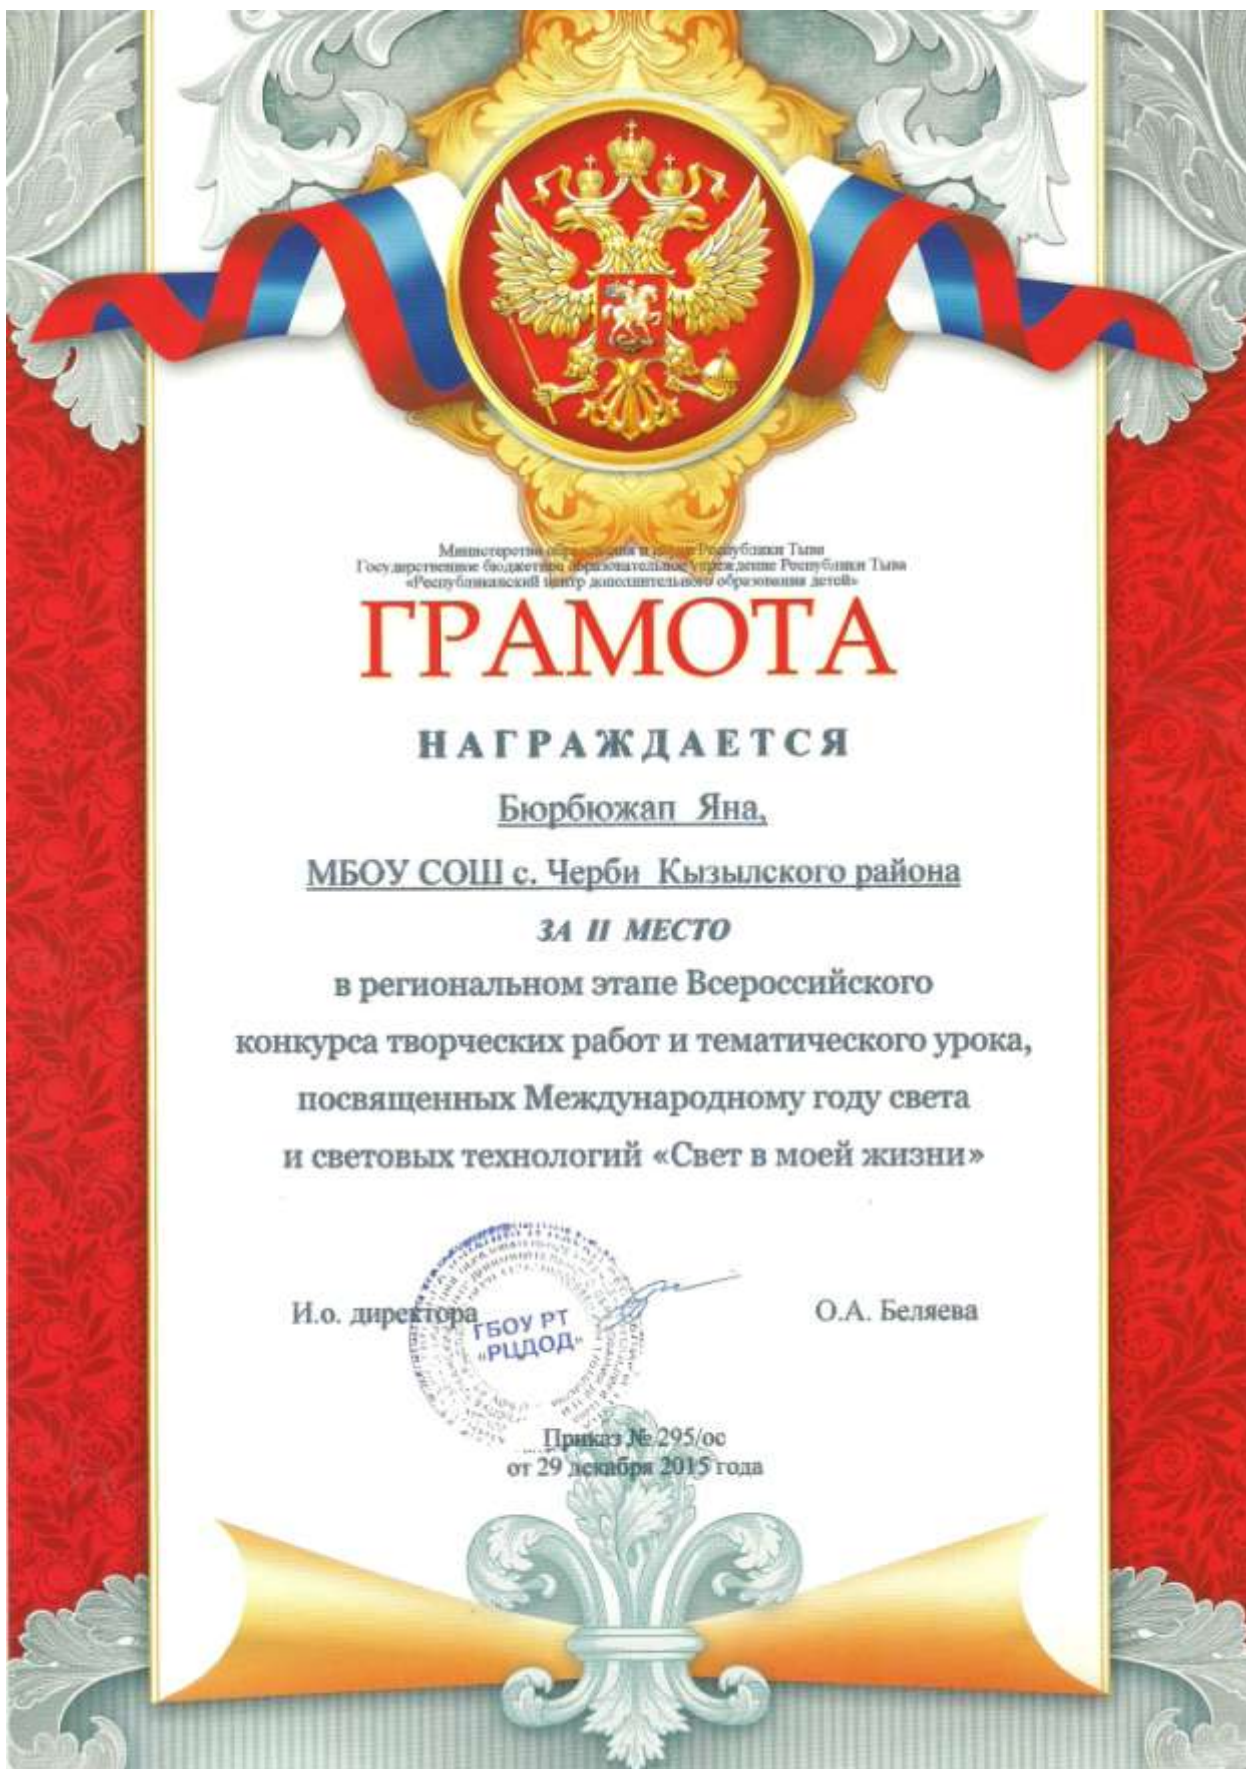 Министерство образования и науки Республики Тыва
Государственное бюджетное образовательное учреждение Республики Тыва
«Республиканский центр дополнительного образования детей»
ГРАМОТА
НАГРАЖДАЕТСЯ
Бюрбюжап Яна,
МБОУ СОШ с. Черби Кызылского района
ЗА II МЕСТО
в региональном этапе Всероссийского
конкурса творческих работ и тематического урока,
посвященных Международному году света
и световых технологий «Свет в моей жизни»
И.о. директора
О.А. Беляева
ГБОУ РТ
«РЦДОД»
Приказ № 295/ос
от 29 декабря 2015 года